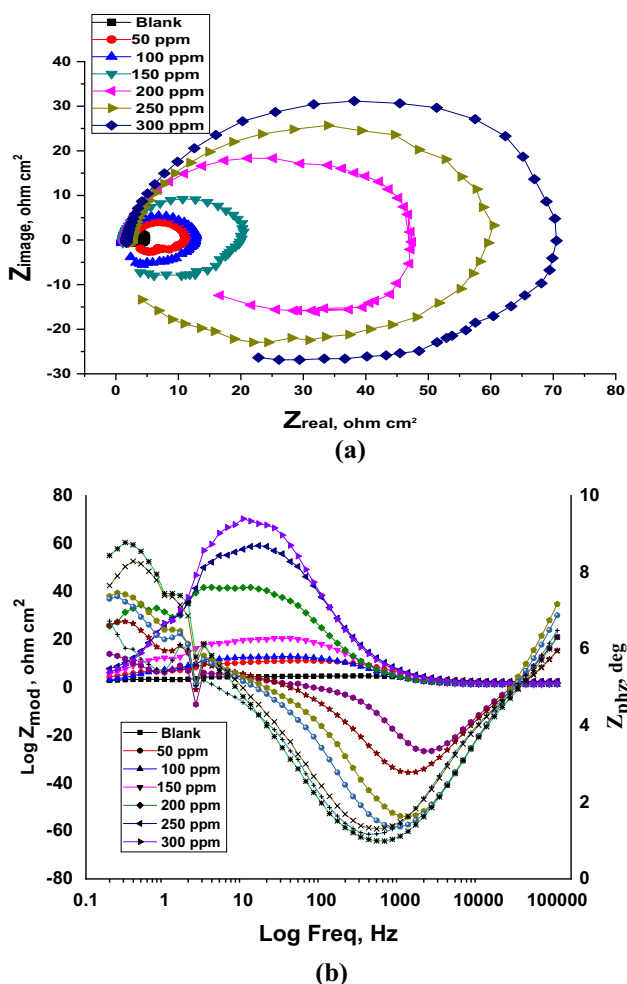 Blank
50 ppm
100 ppm
150 ppm
200 ppm
250 ppm
300 ppm
40
30
20
10
0
-10
-20
-30
Zimage, ohm cm²
0 10 20 30 40 50 60 70 80
Zreal, ohm cm²
(a)
80
60
40
20
0
-20
-40
-60
-80
Log Zmod, ohm cm²
10
8
6
4
2
0
Zphz, deg
Blank
50 ppm
100 ppm
150 ppm
200 ppm
250 ppm
300 ppm
0.1 1 10 100 1000 10000 100000
Log Freq, Hz
(b)